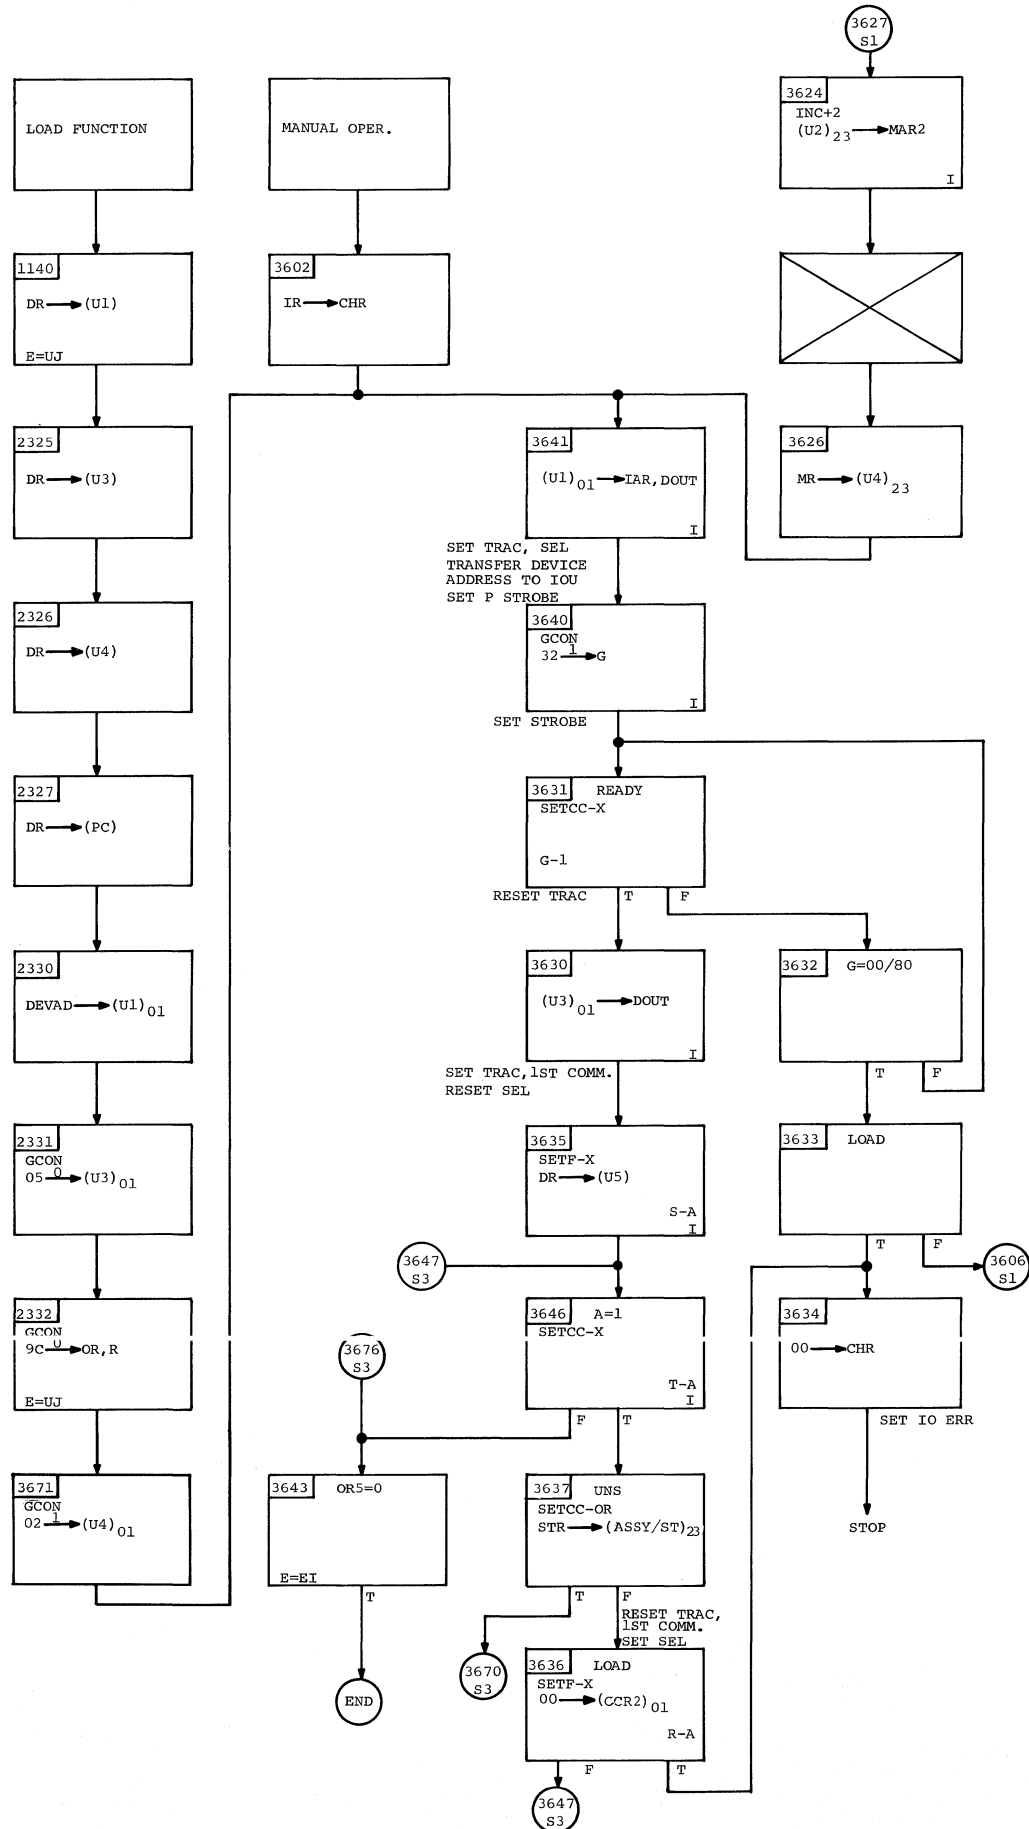 3627
S1
LOAD FUNCTION
MANUAL OPER.
3624
INC+2
(U2)23 → MAR2
I
1140
DR → (U1)
E=UJ
3602
IR → CHR
2325
DR → (U3)
3641
(U1)01 → IAR,DOUT
I
3626
MR → (U4)23
SET TRAC, SEL
TRANSFER DEVICE
ADDRESS TO IOU
SET P STROBE
2326
DR → (U4)
3640
GCON
32 1→ G
I
SET STROBE
2327
DR → (PC)
3631 READY
SETCC-X
G-1
RESET TRAC
T F
2330
DEVAD → (U1)01
3630
(U3)01 → DOUT
I
3632 G=00/80
T F
SET TRAC,1ST COMM.
RESET SEL
2331
GCON
05 0→ (U3)01
3635
SETF-X
DR → (U5)
S-A
I
3633 LOAD
T F
3647
S3
3606
S1
2332
GCON
9C 0→ OR,R
E=UJ
3676
S3
3646 A=1
SETCC-X
T-A
I
F T
3634
00 → CHR
SET IO ERR
STOP
3671
GCON
02 1→ (U4)01
3643 OR5=0
E=EI
T
END
3637 UNS
SETCC-OR
STR → (ASSY/ST)23
T F
RESET TRAC,
1ST COMM.
SET SEL
3670
S3
3636 LOAD
SETF-X
00 → (CCR2)01
R-A
F T
3647
S3